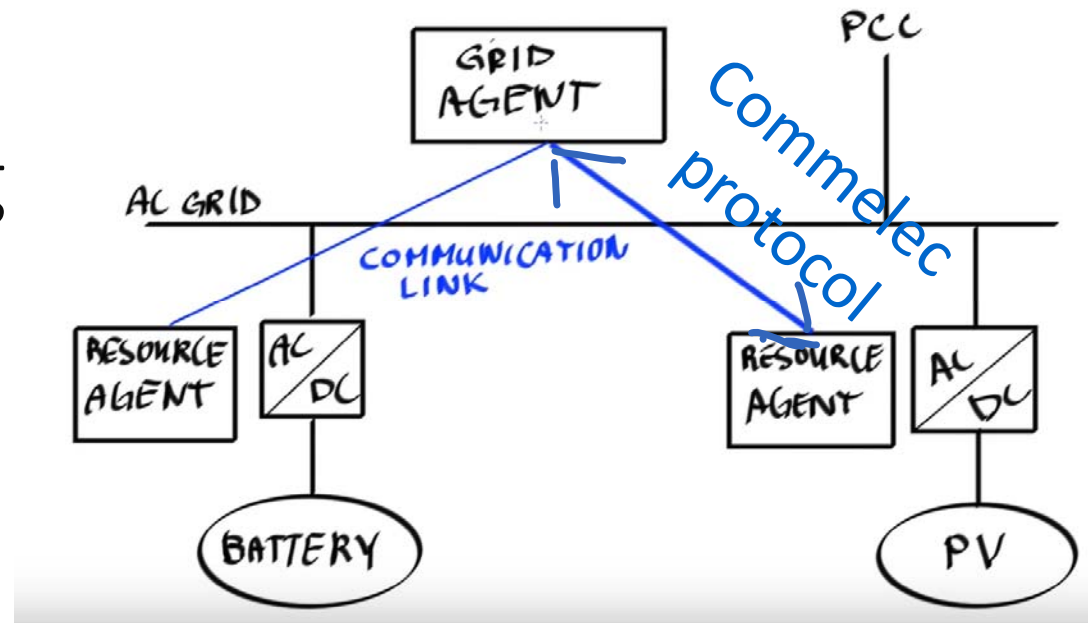 GRID
AGENT
PCC
Commelec
protocol
AC GRID
COMMUNICATION
LINK
RESOURCE
AGENT
AC
DC
RESOURCE
AGENT
AC
DC
BATTERY
PV